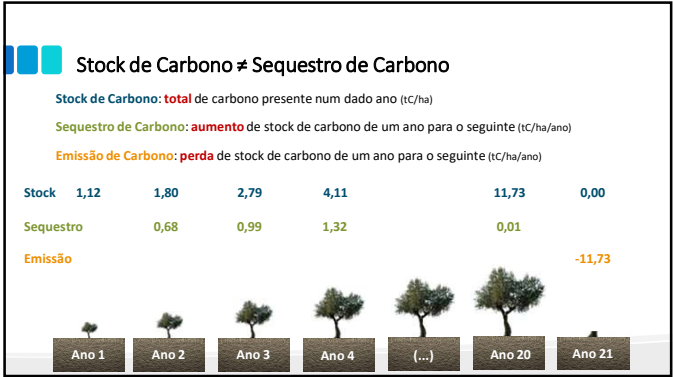 Stock de Carbono ≠ Sequestro de Carbono
Stock de Carbono: total de carbono presente num dado ano (tC/ha)
Sequestro de Carbono: aumento de stock de carbono de um ano para o seguinte (tC/ha/ano)
Emissão de Carbono: perda de stock de carbono de um ano para o seguinte (tC/ha/ano)
Stock 1,12 1,80 2,79 4,11 11,73 0,00
Sequestro 0,68 0,99 1,32 0,01
Emissão -11,73
Ano 1 Ano 2 Ano 3 Ano 4 (...) Ano 20 Ano 21